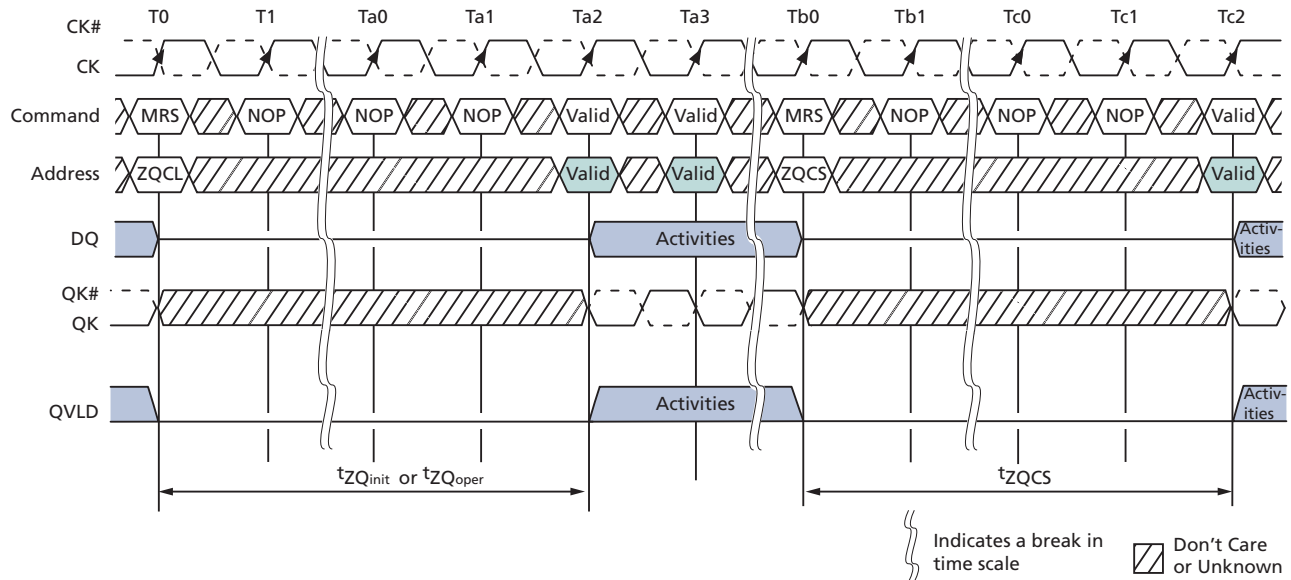 T0 T1 Ta0 Ta1 Ta2 Ta3 Tb0 Tb1 Tc0 Tc1 Tc2
CK#
CK
Command MRS NOP NOP NOP Valid Valid MRS NOP NOP NOP Valid
Address ZQCL Valid Valid ZQCS Valid
DQ Activities Activ-
ities
QK#
QK
QVLD Activities Activ-
ities
tZQinit or tZQoper tZQCS
Indicates a break in
time scale
Don't Care
or Unknown